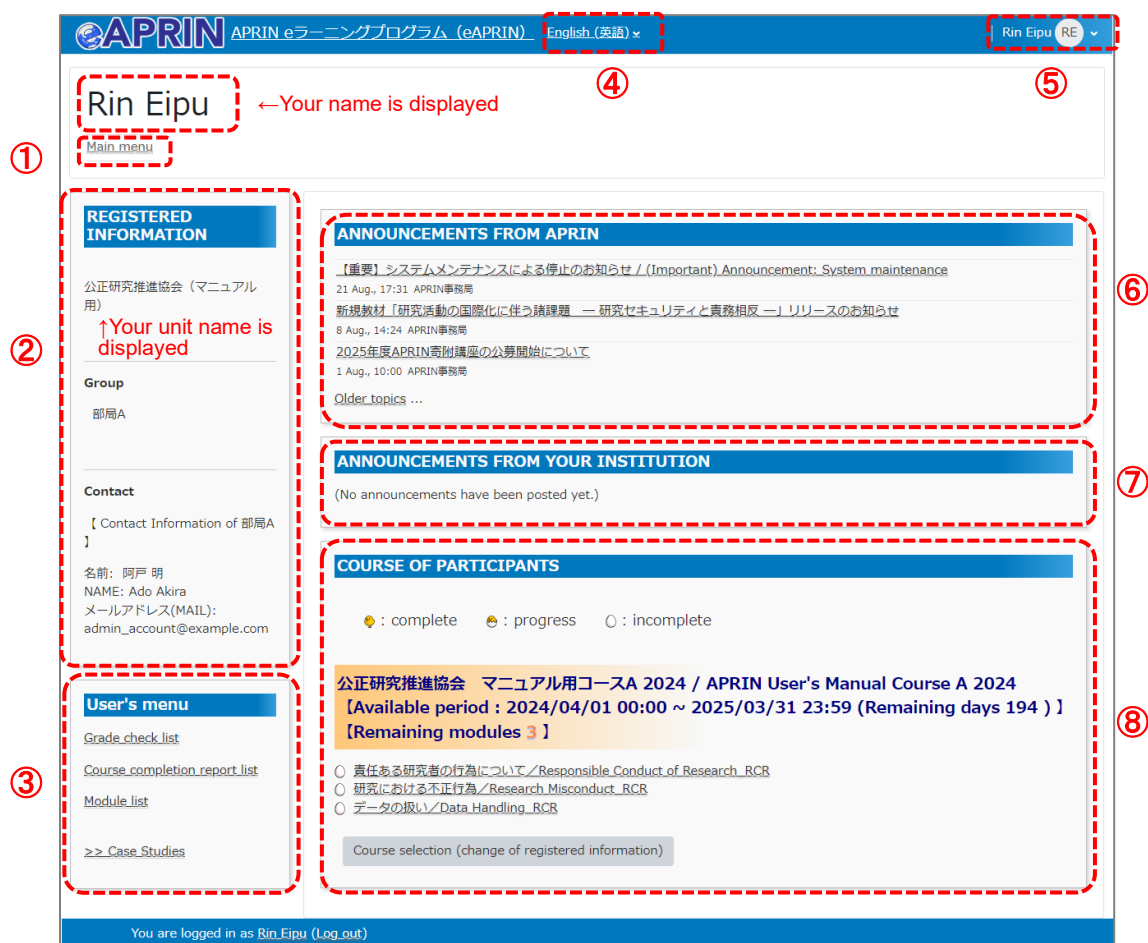 eAPRIN APRIN eラーニングプログラム（eAPRIN） English (英語) Rin Eipu RE
④ ⑤
Rin Eipu ←Your name is displayed
① Main menu
②
REGISTERED
INFORMATION
公正研究推進協会（マニュアル
用）
↑Your unit name is
displayed
Group
部局A
Contact
【 Contact Information of 部局A
】
名前: 阿戸 明
NAME: Ado Akira
メールアドレス(MAIL):
admin_account@example.com
③
User's menu
Grade check list
Course completion report list
Module list
>> Case Studies
⑥
ANNOUNCEMENTS FROM APRIN
【重要】システムメンテナンスによる停止のお知らせ / (Important) Announcement: System maintenance
21 Aug., 17:31 APRIN事務局
新規教材「研究活動の国際化に伴う諸課題　― 研究セキュリティと責務相反 ―」リリースのお知らせ
8 Aug., 14:24 APRIN事務局
2025年度APRIN寄附講座の公募開始について
1 Aug., 10:00 APRIN事務局
Older topics ...
⑦
ANNOUNCEMENTS FROM YOUR INSTITUTION
(No announcements have been posted yet.)
⑧
COURSE OF PARTICIPANTS
: complete : progress : incomplete
公正研究推進協会　マニュアル用コースA 2024 / APRIN User's Manual Course A 2024
【Available period : 2024/04/01 00:00 ~ 2025/03/31 23:59 (Remaining days 194 ) 】
【Remaining modules 3 】
責任ある研究者の行為について／Responsible Conduct of Research_RCR
研究における不正行為／Research Misconduct_RCR
データの扱い／Data Handling_RCR
Course selection (change of registered information)
You are logged in as Rin Eipu (Log out)